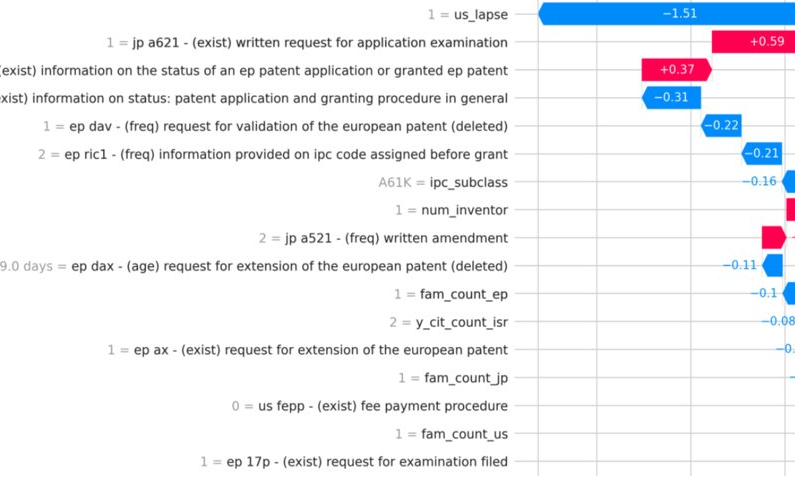 1 = us_lapse −1.51
1 = jp a621 - (exist) written request for application examination +0.59
exist) information on the status of an ep patent application or granted ep patent +0.37
xist) information on status: patent application and granting procedure in general −0.31
1 = ep dav - (freq) request for validation of the european patent (deleted) −0.22
2 = ep ric1 - (freq) information provided on ipc code assigned before grant −0.21
A61K = ipc_subclass −0.16
1 = num_inventor
2 = jp a521 - (freq) written amendment
9.0 days = ep dax - (age) request for extension of the european patent (deleted) −0.11
1 = fam_count_ep −0.1
2 = y_cit_count_isr −0.08
1 = ep ax - (exist) request for extension of the european patent −0.
1 = fam_count_jp
0 = us fepp - (exist) fee payment procedure
1 = fam_count_us
1 = ep 17p - (exist) request for examination filed